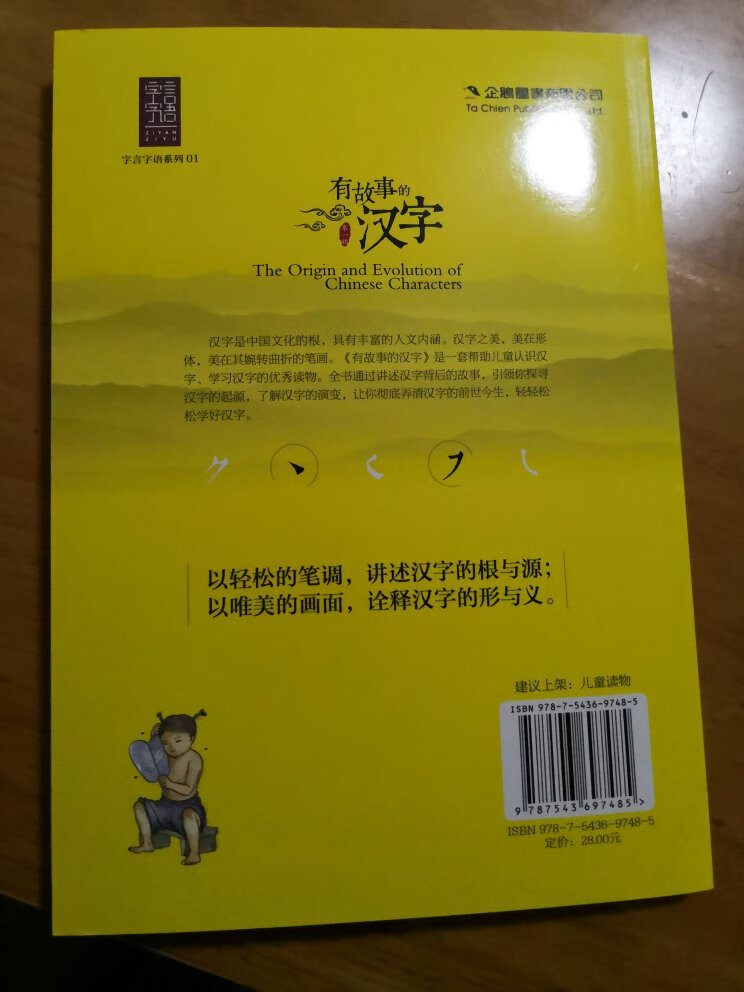 字言字语
ZIYAN
ZIYU
字言字语系列01
企鵝圖書有限公司
Ta Chien Ltd.
有故事的
汉字
第一辑
The Origin and Evolution of
Chinese Characters
汉字是中国文化的根，具有丰富的人文内涵。汉字之美，美在形
体，美在其婉转曲折的笔画。《有故事的汉字》是一套帮助儿童认识汉
字、学习汉字的优秀读物。全书通过讲述汉字背后的故事，引领你探寻
汉字的起源，了解汉字的演变，让你彻底弄清汉字的前世今生，轻轻松
松学好汉字。
以轻松的笔调，讲述汉字的根与源；
以唯美的画面，诠释汉字的形与义。
建议上架：儿童读物
ISBN 978-7-5436-9748-5
9 787543 697485 >
ISBN 978-7-5436-9748-5
定价：28.00元